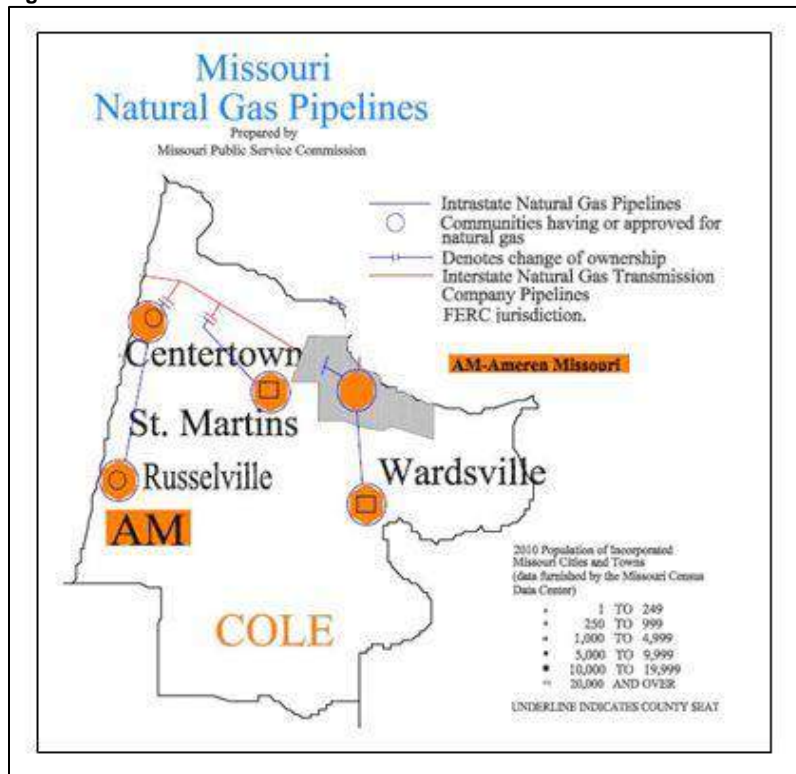 Missouri
Natural Gas Pipelines
Prepared by
Missouri Public Service Commission
Intrastate Natural Gas Pipelines
Communities having or approved for
natural gas
Denotes change of ownership
Interstate Natural Gas Transmission
Company Pipelines
FERC jurisdiction.
AM-Ameren Missouri
Centertown
St. Martins
Russelville
Wardsville
AM
COLE
2010 Population of Incorporated
Missouri Cities and Towns
(data furnished by the Missouri Census
Data Center)
1 TO 249
250 TO 999
1,000 TO 4,999
5,000 TO 9,999
10,000 TO 19,999
20,000 AND OVER
UNDERLINE INDICATES COUNTY SEAT